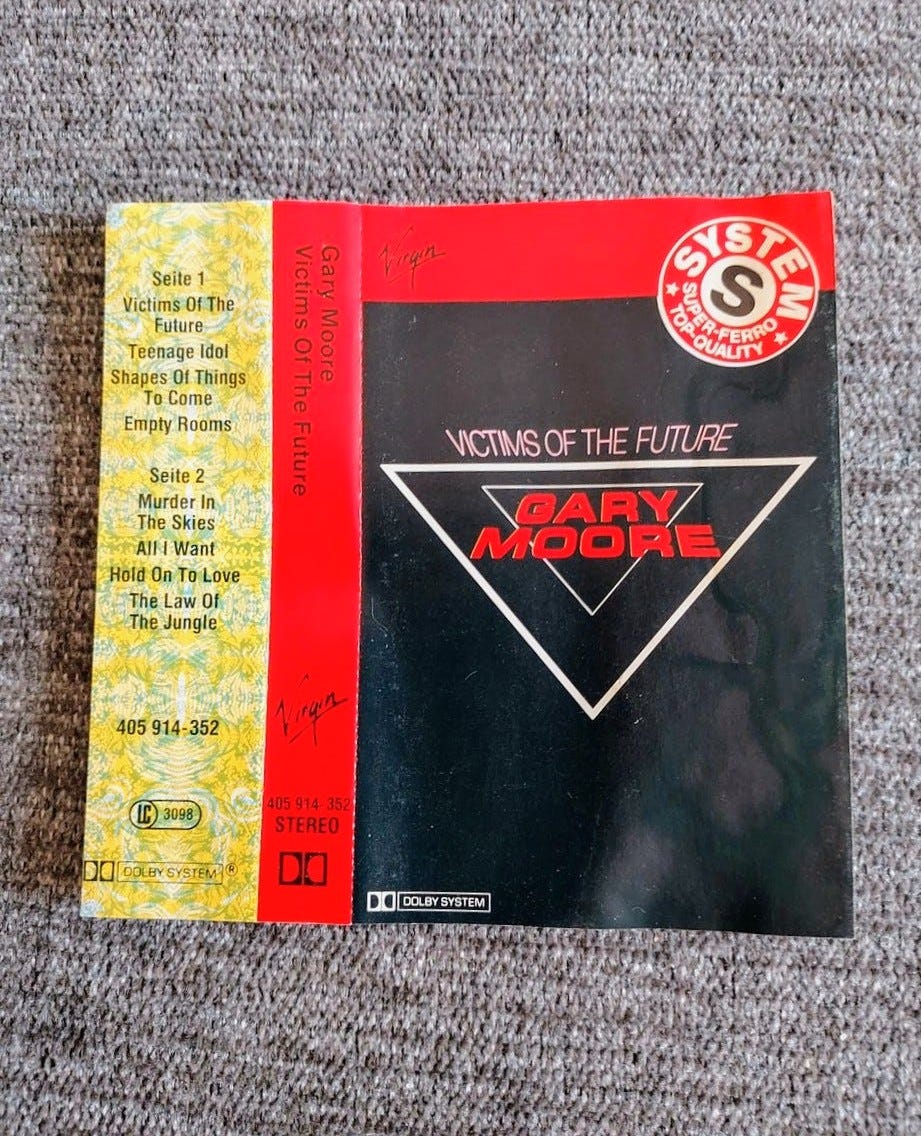 Seite 1
Victims Of The
Future
Teenage Idol
Shapes Of Things
To Come
Empty Rooms
Seite 2
Murder In
The Skies
All I Want
Hold On To Love
The Law Of
The Jungle
405 914-352
LC 3098
DOLBY SYSTEM ®
Gary Moore
Victims Of The Future
Virgin
405 914-352
STEREO
Virgin
SYSTEM
S
SUPER-FERRO
TOP-QUALITY
VICTIMS OF THE FUTURE
GARY
MOORE
DOLBY SYSTEM